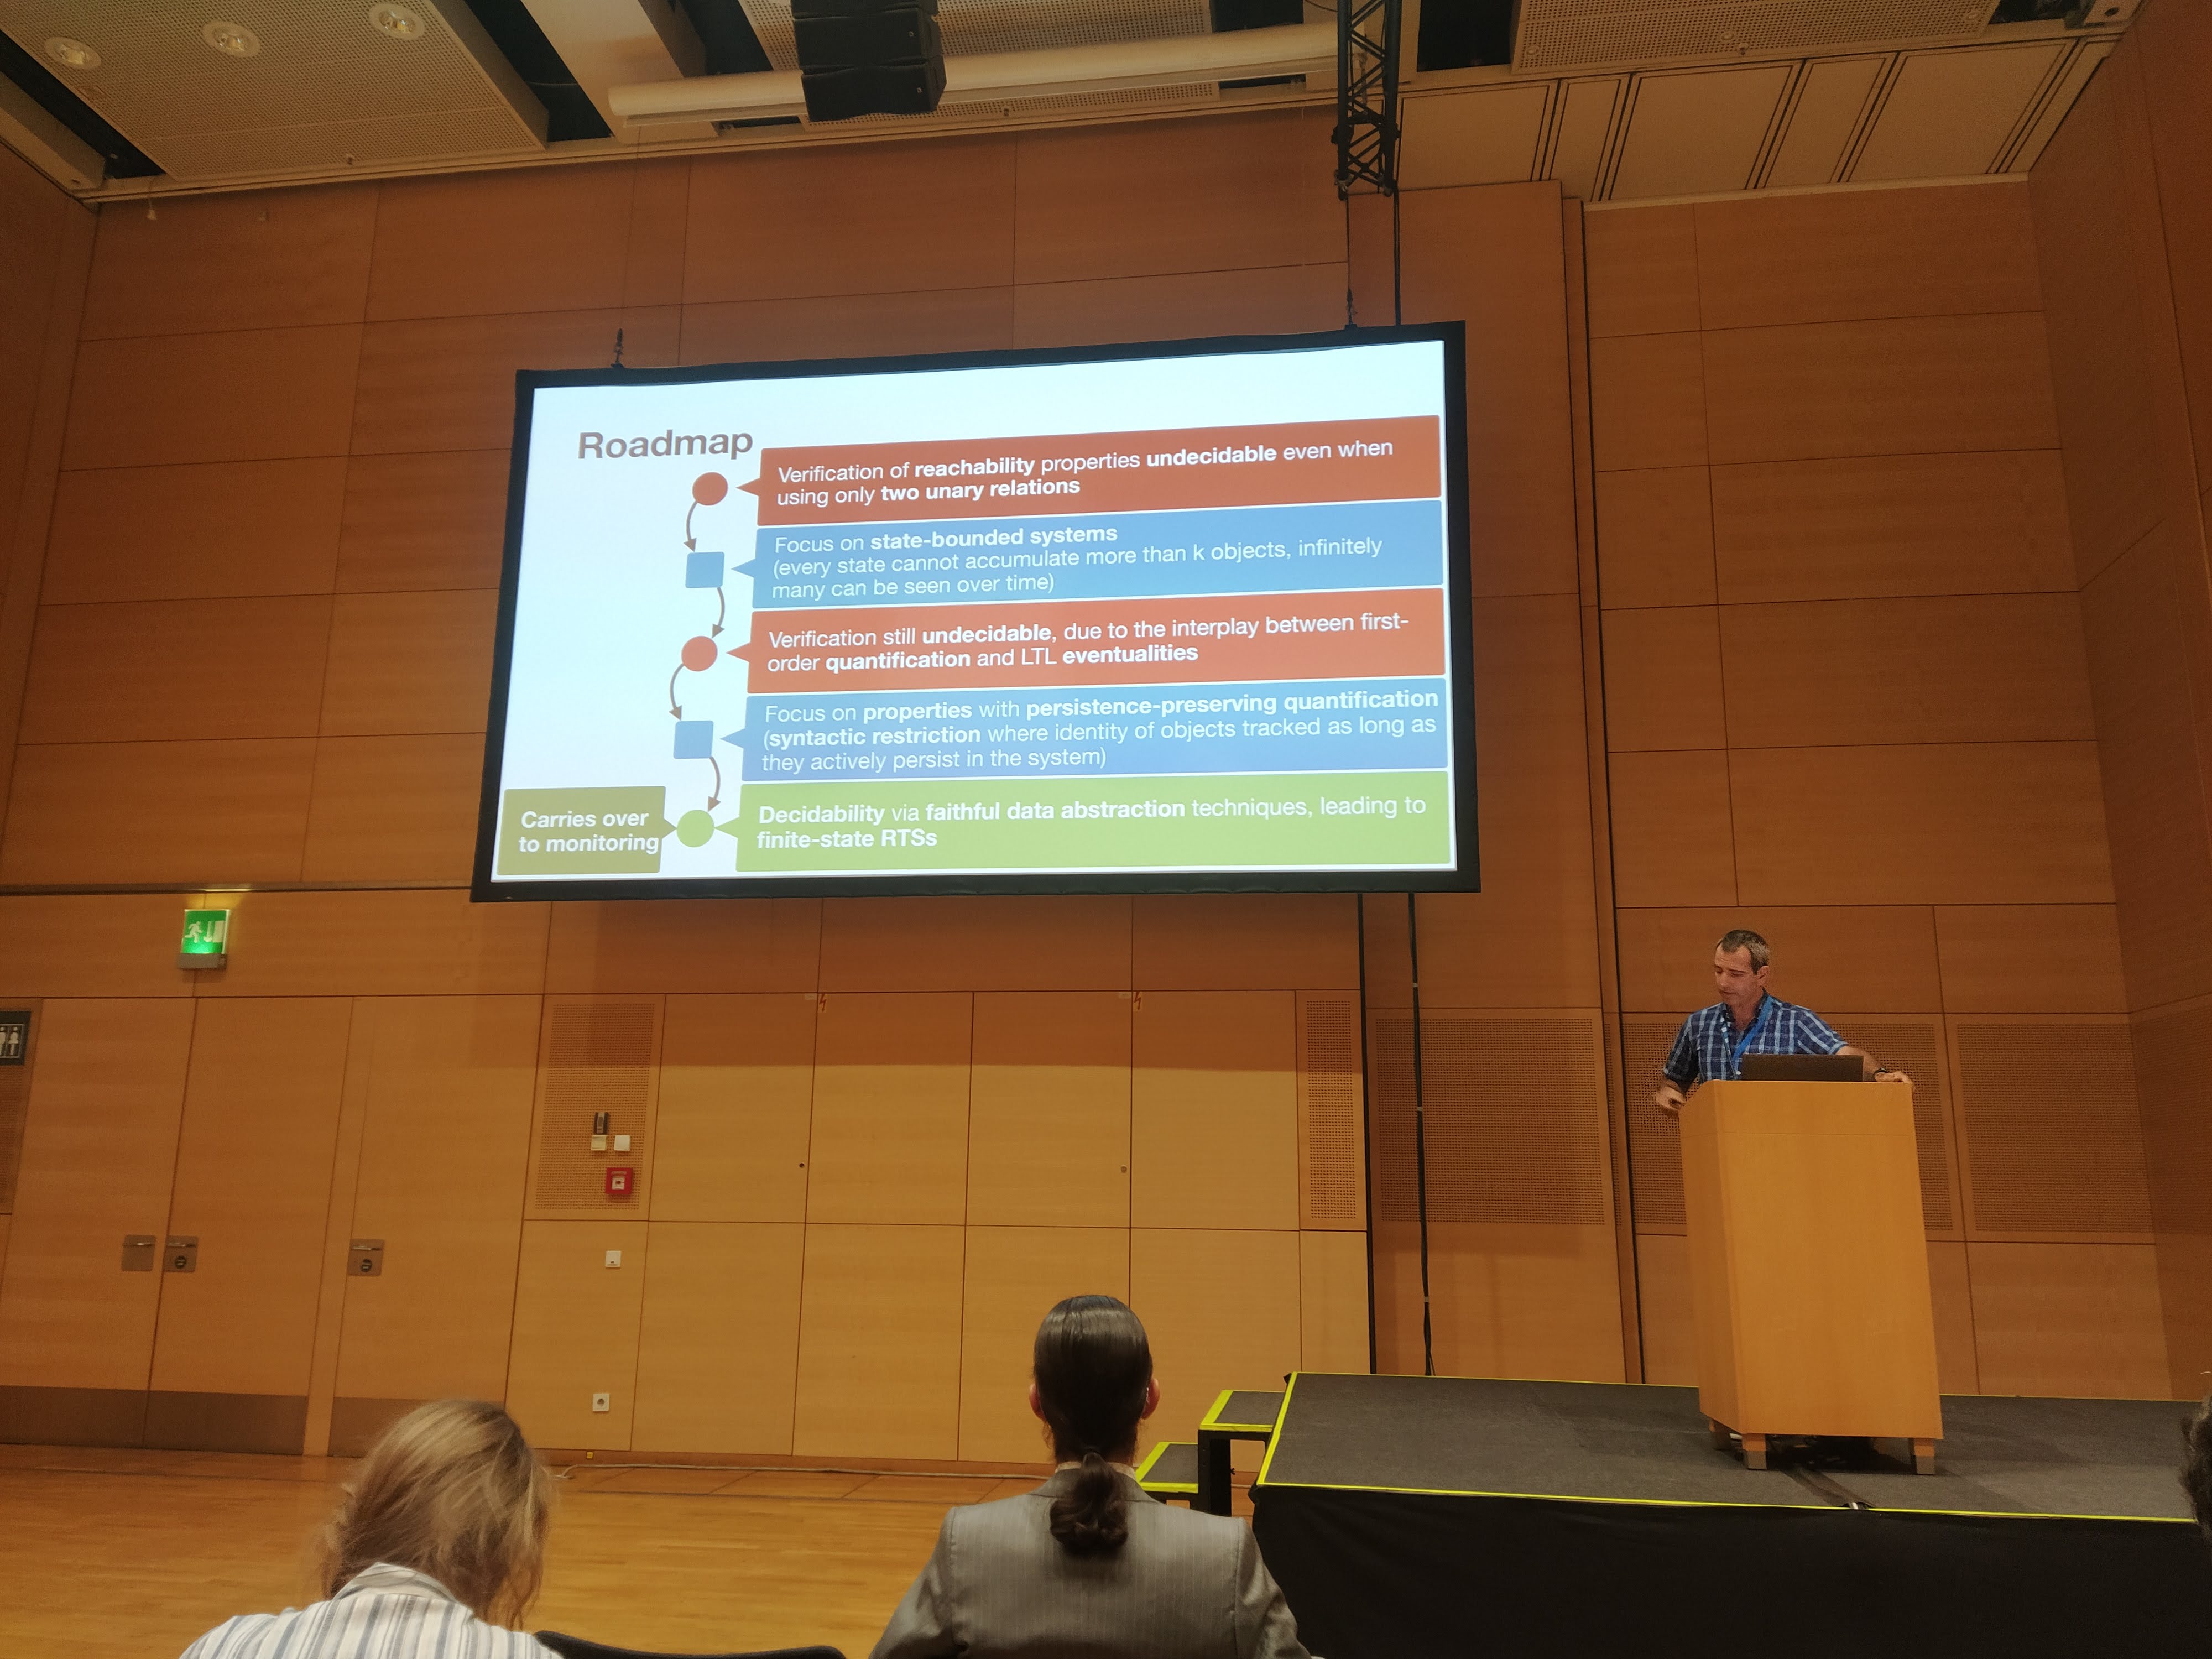 Roadmap
Verification of reachability properties undecidable even when
using only two unary relations
Focus on state-bounded systems
(every state cannot accumulate more than k objects, infinitely
many can be seen over time)
Verification still undecidable, due to the interplay between first-
order quantification and LTL eventualities
Focus on properties with persistence-preserving quantification
(syntactic restriction where identity of objects tracked as long as
they actively persist in the system)
Carries over
to monitoring
Decidability via faithful data abstraction techniques, leading to
finite-state RTSs